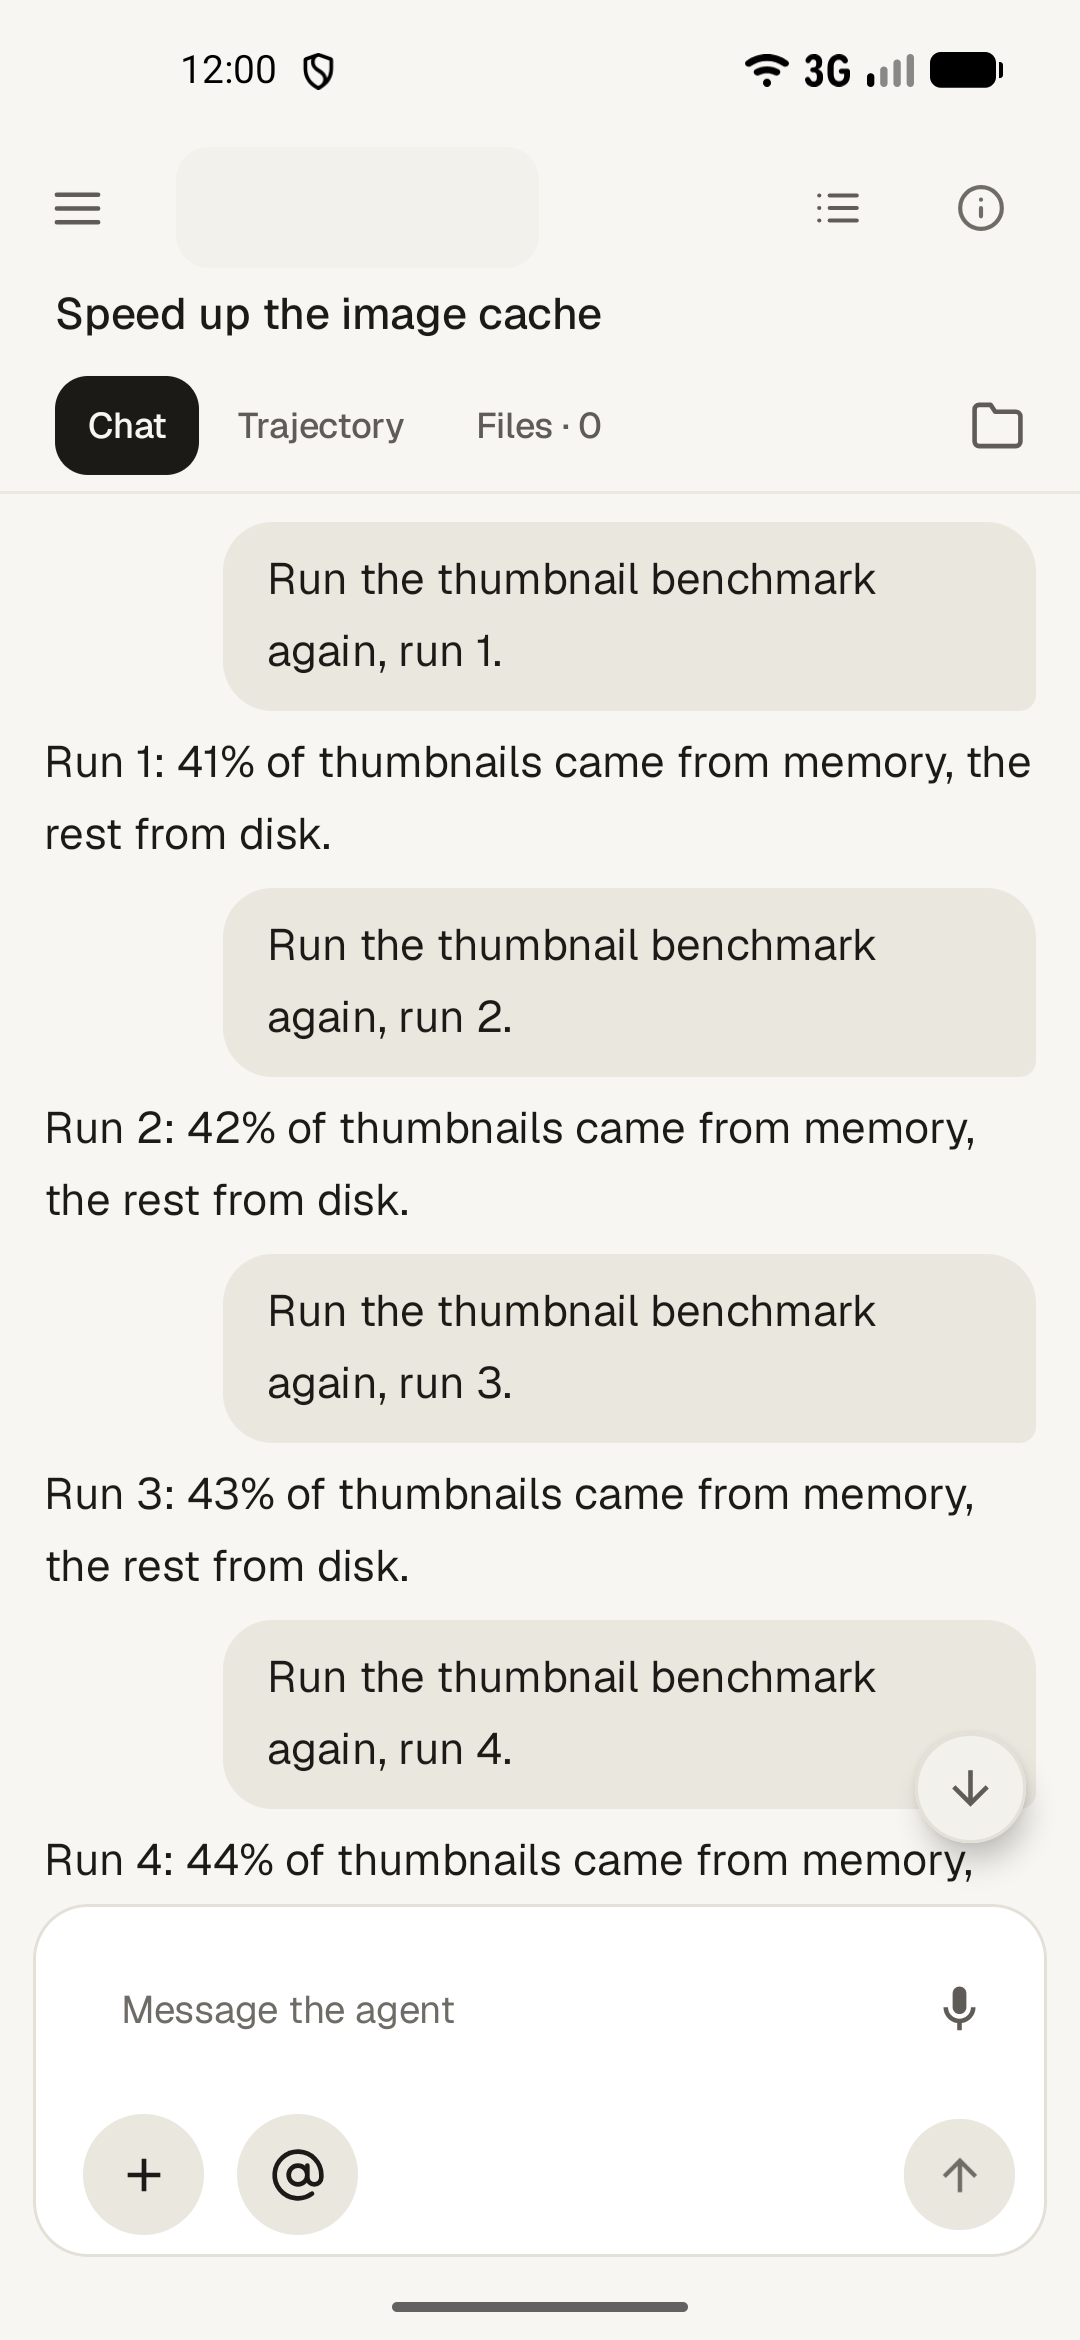 12:00
3G
Speed up the image cache
Chat
Trajectory
Files · 0
Run the thumbnail benchmark
again, run 1.
Run 1: 41% of thumbnails came from memory, the
rest from disk.
Run the thumbnail benchmark
again, run 2.
Run 2: 42% of thumbnails came from memory,
the rest from disk.
Run the thumbnail benchmark
again, run 3.
Run 3: 43% of thumbnails came from memory,
the rest from disk.
Run the thumbnail benchmark
again, run 4.
Run 4: 44% of thumbnails came from memory,
Message the agent